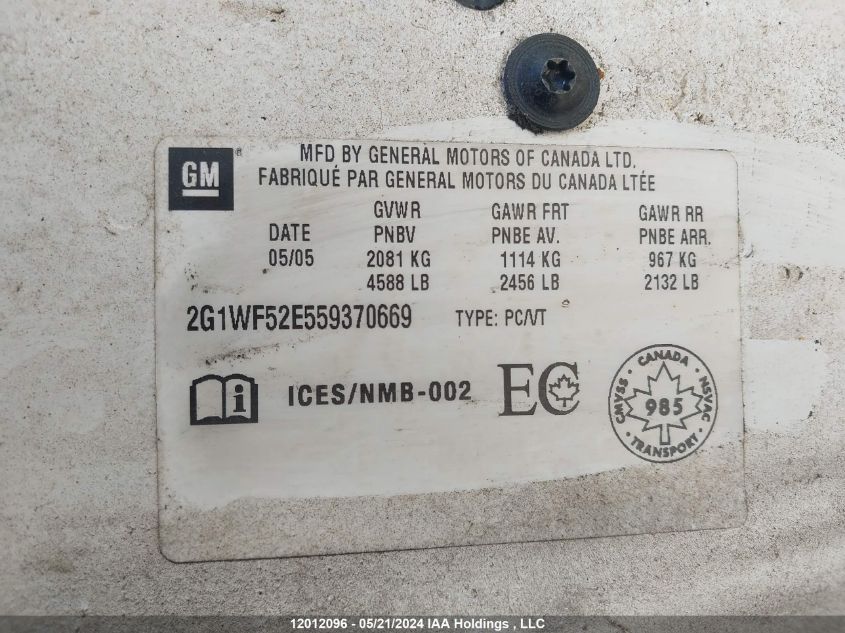 GM ®
MFD BY GENERAL MOTORS OF CANADA LTD.
FABRIQUÉ PAR GENERAL MOTORS DU CANADA LTÉE
GVWR GAWR FRT GAWR RR
DATE PNBV PNBE AV. PNBE ARR.
05/05 2081 KG 1114 KG 967 KG
4588 LB 2456 LB 2132 LB
2G1WF52E559370669 TYPE: PC/VT
i ICES/NMB-002 EC
CANADA
CMVSS 985 NSVAC
TRANSPORT
12012096 - 05/21/2024 IAA Holdings , LLC